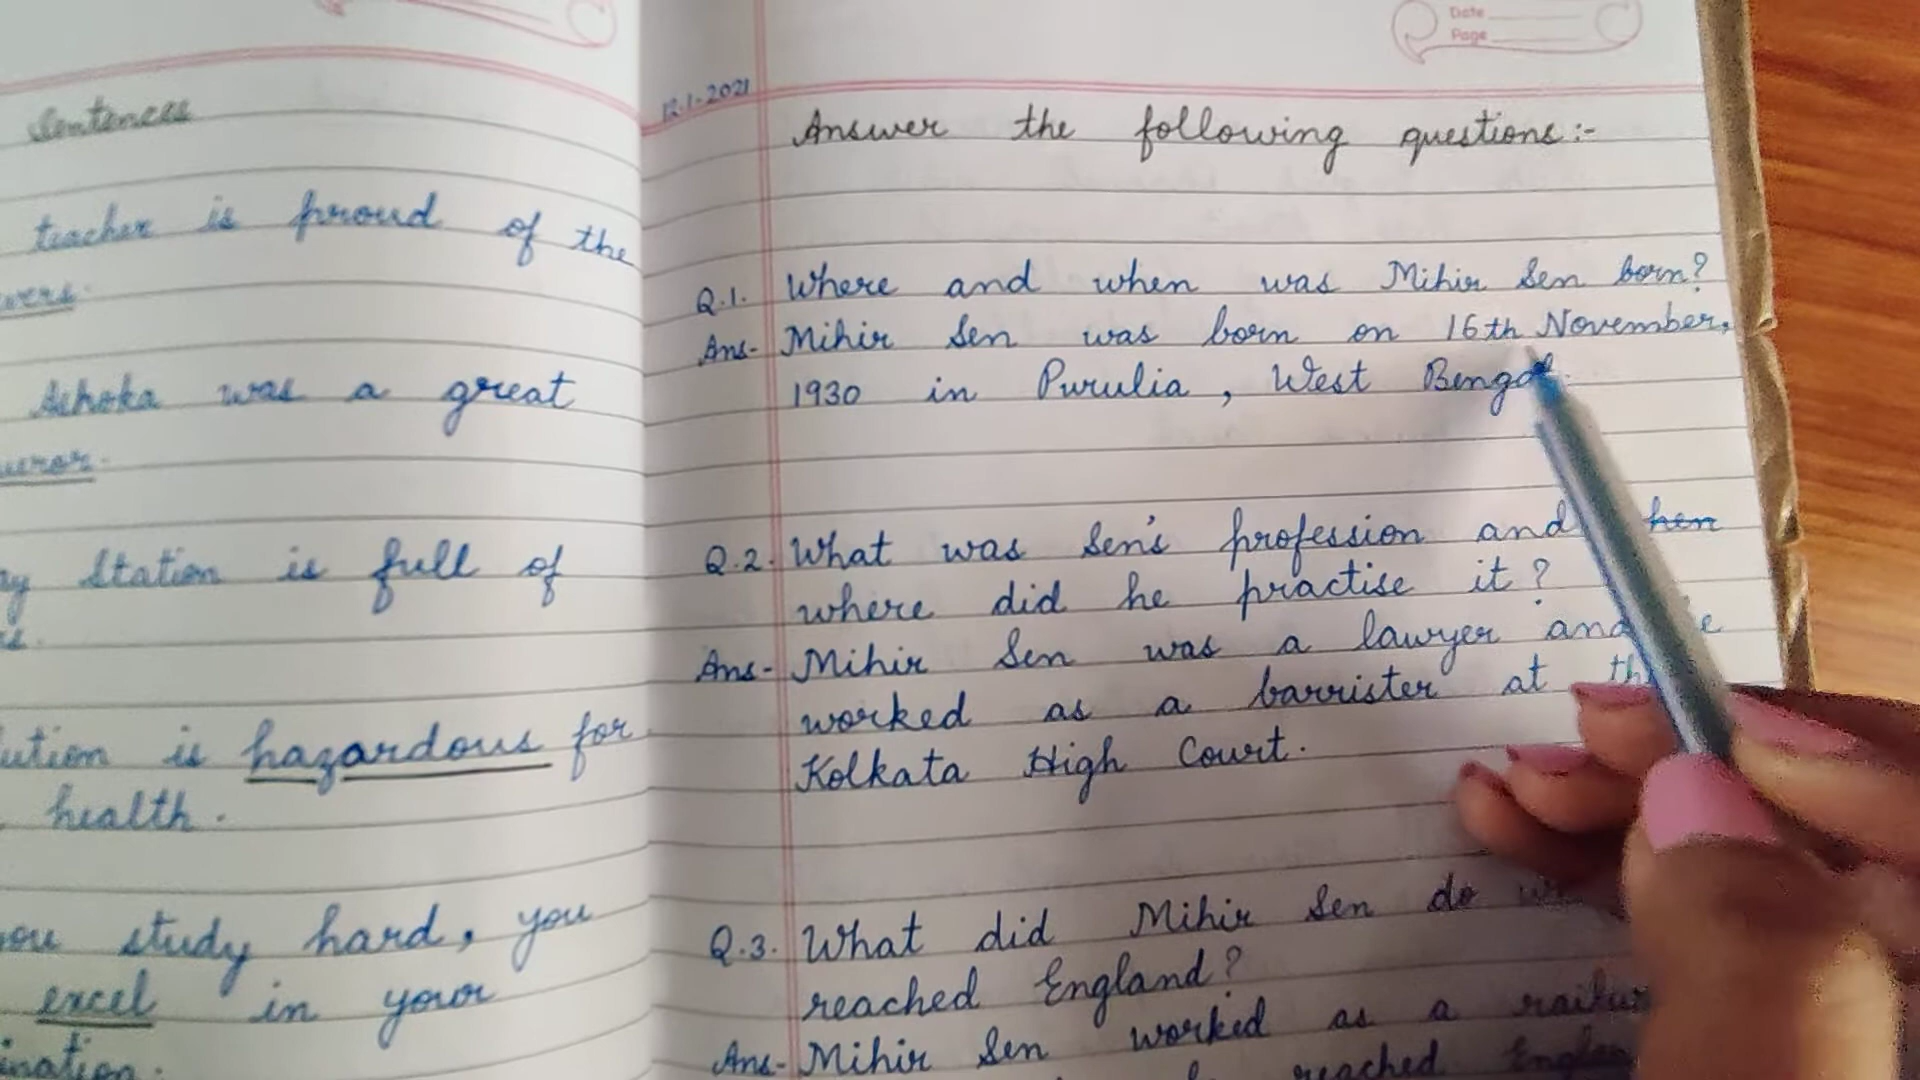 Sentences
teacher is proud of the
Ashoka was a great
Station is full of
is hazardous for
health.
study hard, you
excel in your
Date
Page
12-1-2021
Answer the following questions:-
Q.1. Where and when was Mihir Sen born?
Ans- Mihir Sen was born on 16th November,
1930 in Purulia, West
Q.2. What was Sen's profession and
where did he practise it?
Ans- Mihir Sen was a lawyer
worked as a barrister at
Kolkata High Court.
Q.3. What did Mihir Sen do
reached England?
Ans- Mihir Sen worked as a
reached